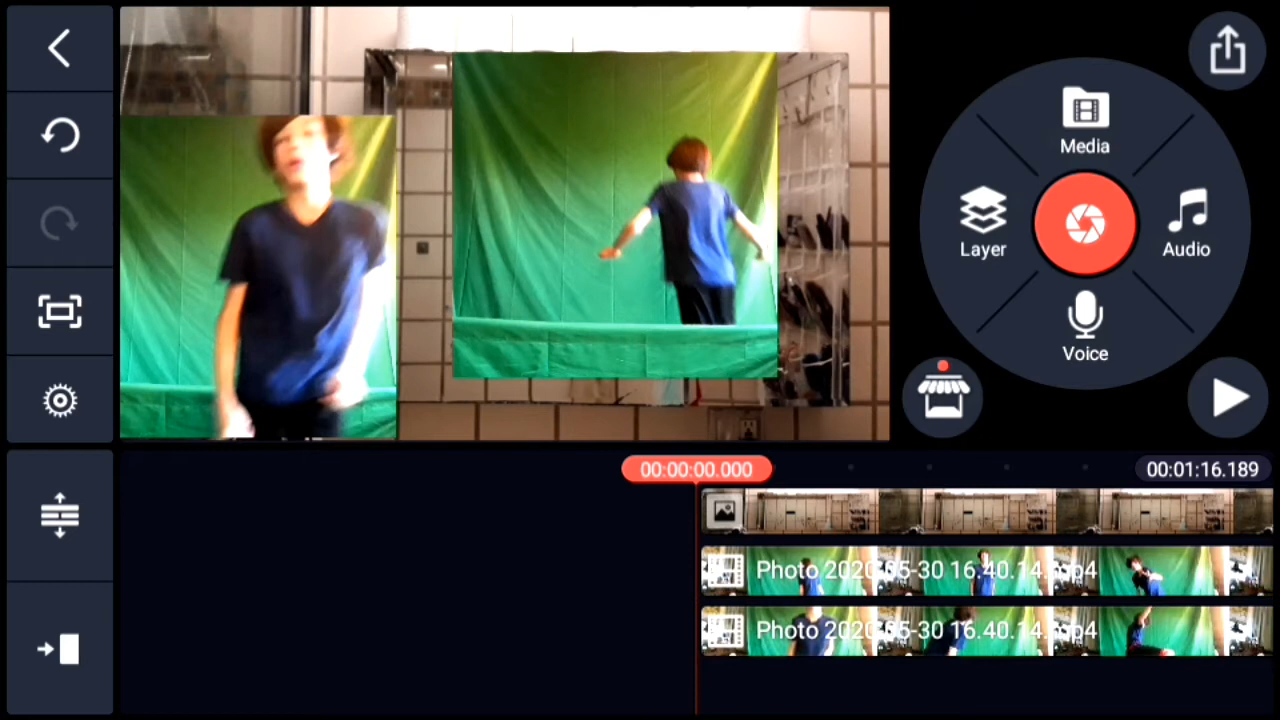 Media
Layer
Audio
Voice
00:00:00.000
00:01:16.189
Photo 2020-05-30 16.40.14.mp4
Photo 2020-05-30 16.40.14.mp4